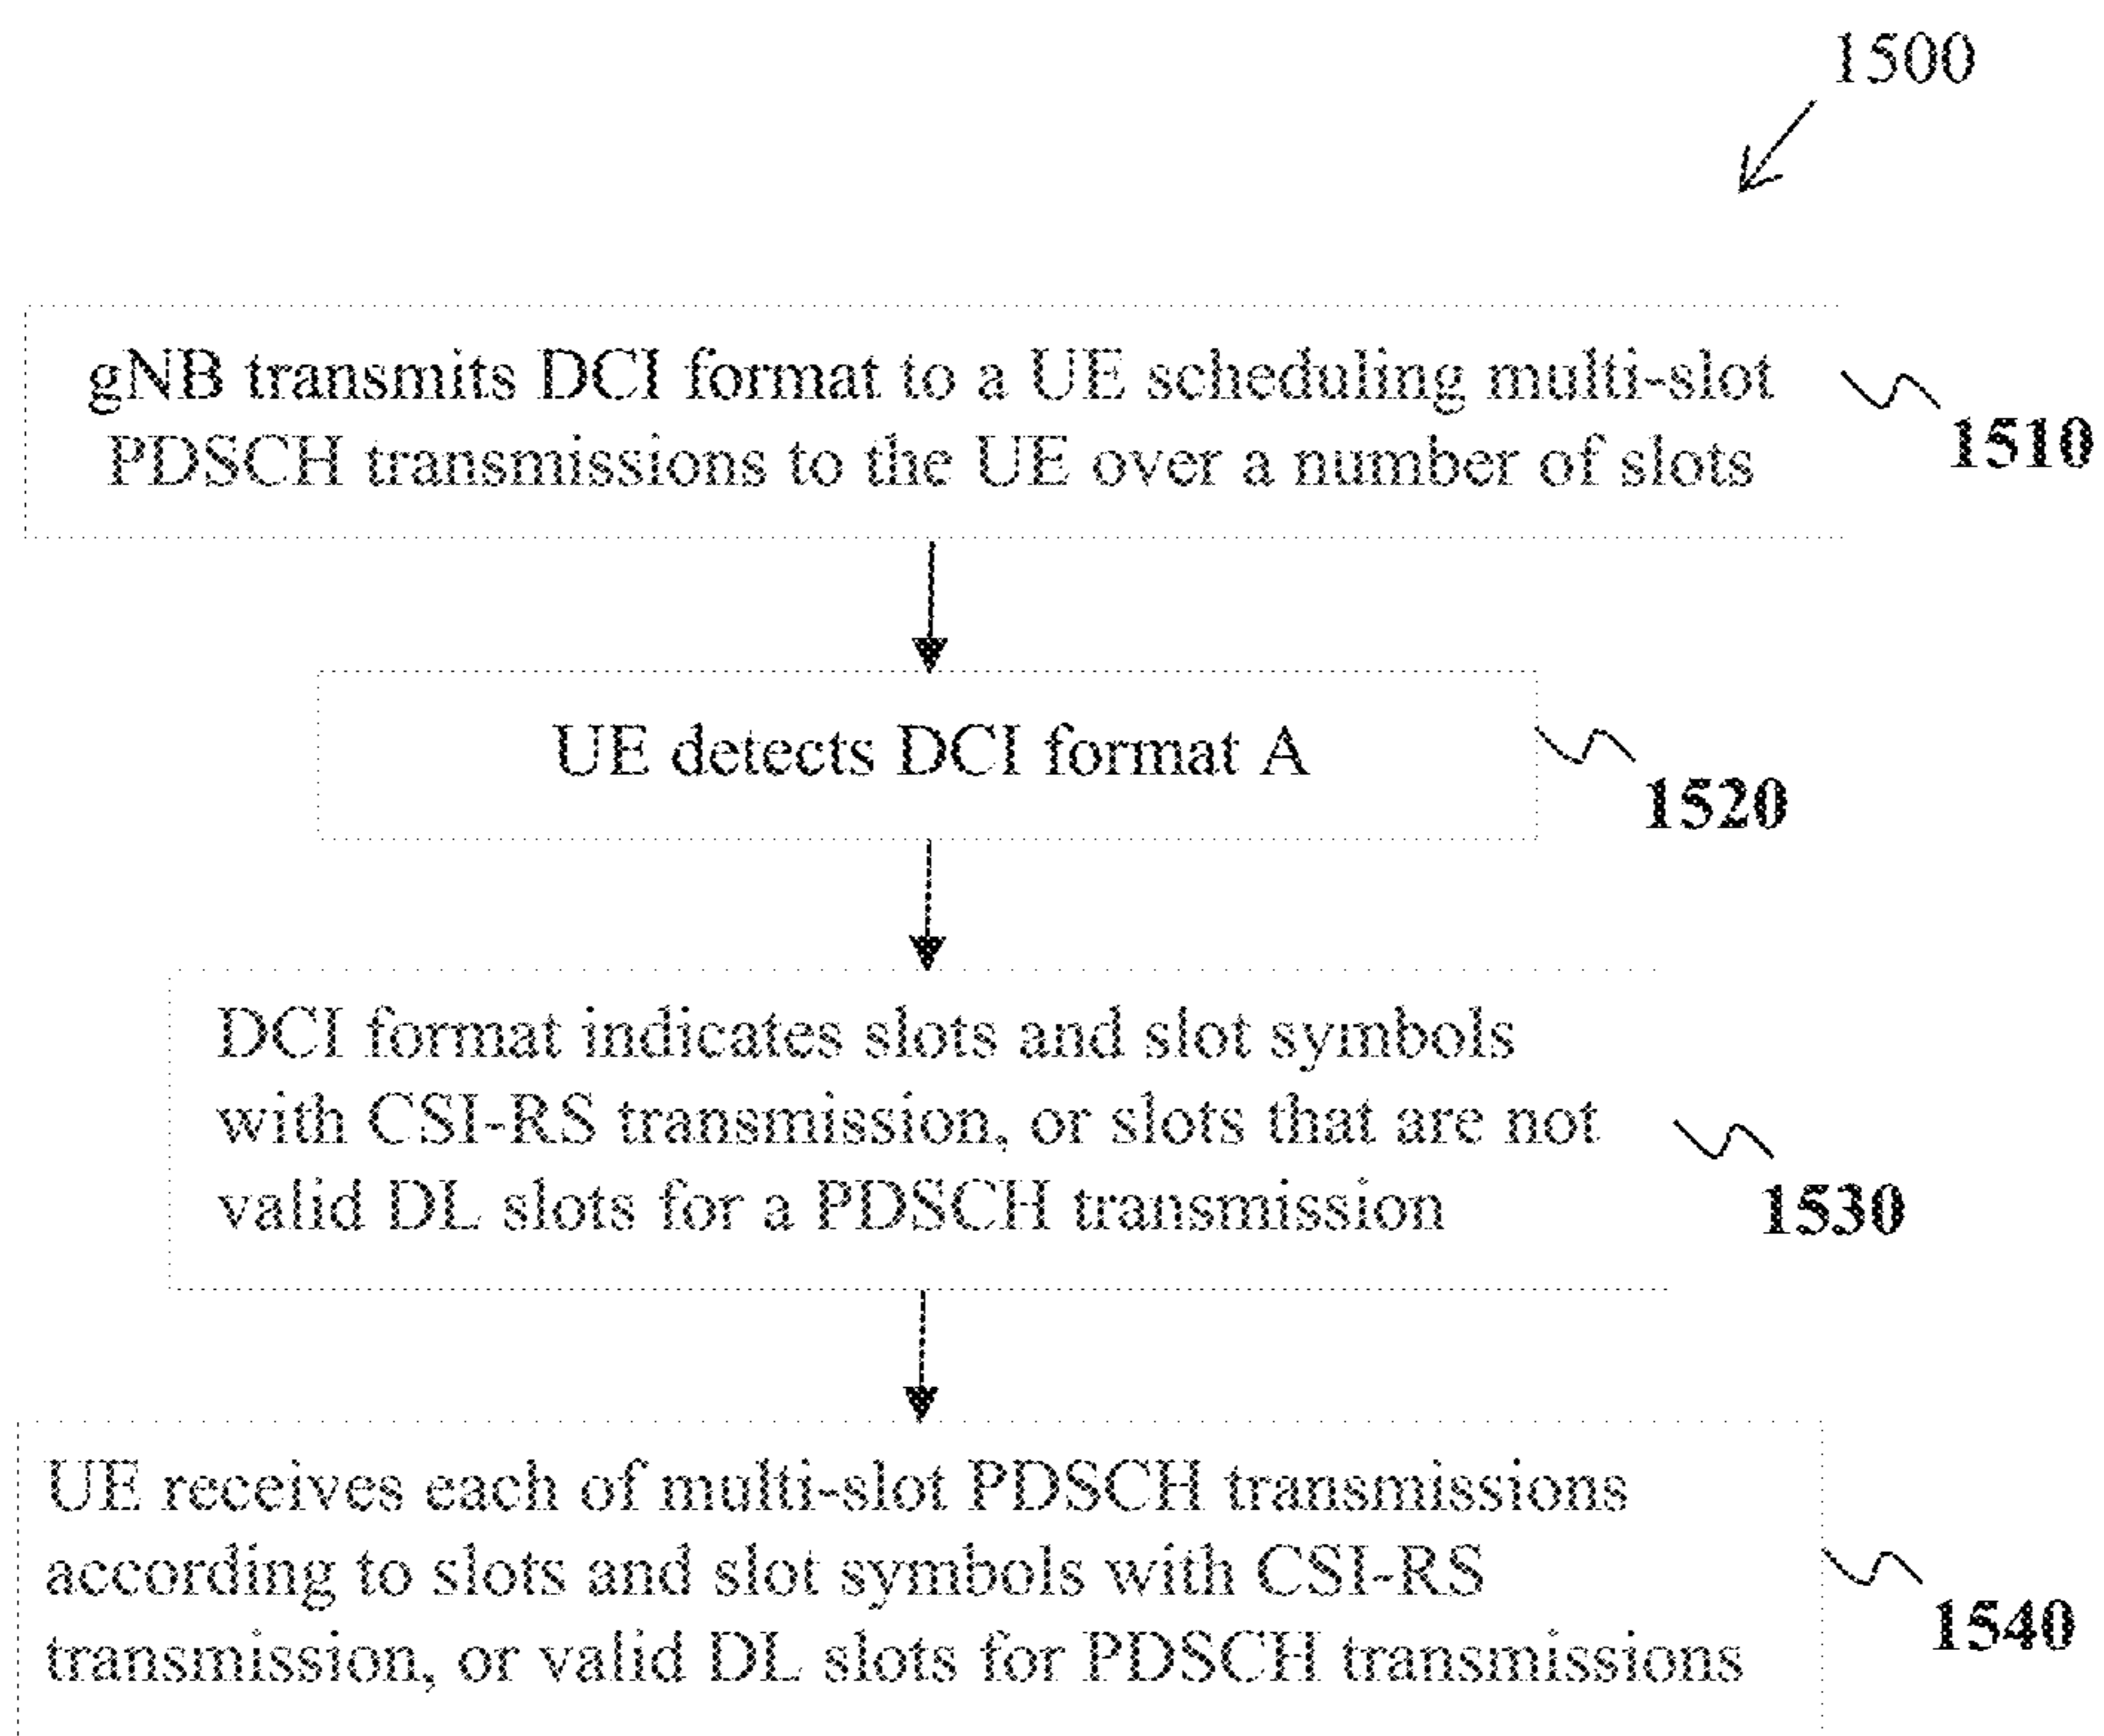 1500
gNB transmits DCI format to a UE scheduling multi-slot
PDSCH transmissions to the UE over a number of slots
1510
UE detects DCI format A
1520
DCI format indicates slots and slot symbols
with CSI-RS transmission, or slots that are not
valid DL slots for a PDSCH transmission
1530
UE receives each of multi-slot PDSCH transmissions
according to slots and slot symbols with CSI-RS
transmission, or valid DL slots for PDSCH transmissions
1540